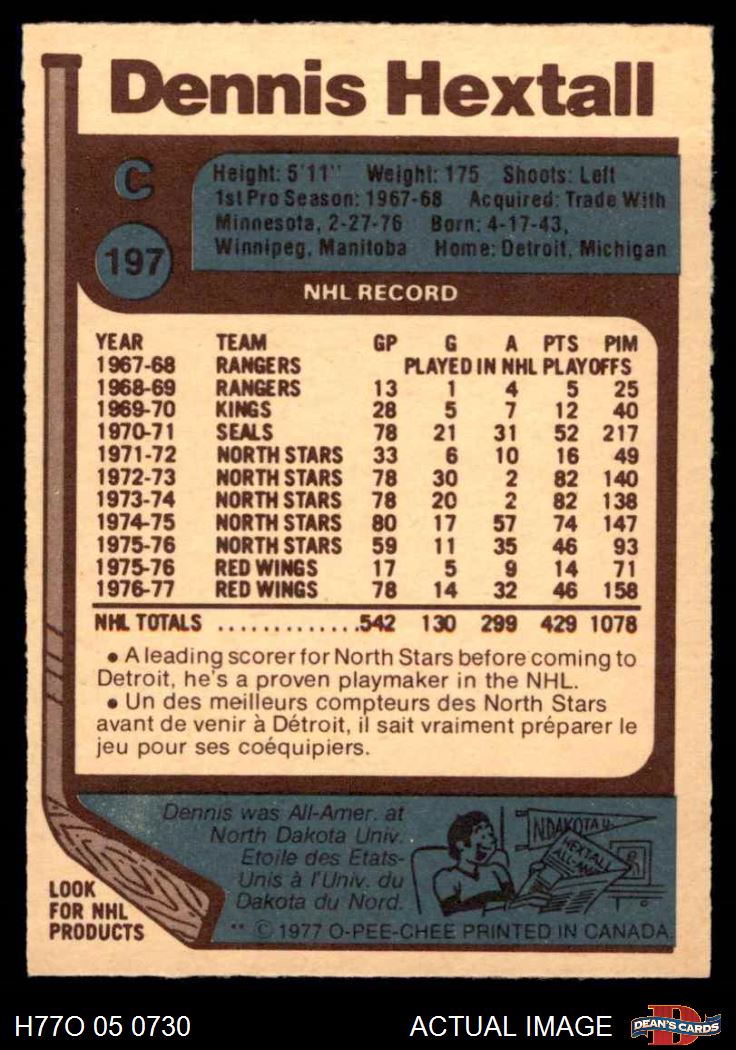 Dennis Hextall
C
197
Height: 5'11" Weight: 175 Shoots: Left
1st Pro Season: 1967-68 Acquired: Trade With
Minnesota, 2-27-76 Born: 4-17-43,
Winnipeg, Manitoba Home: Detroit, Michigan
NHL RECORD
YEAR TEAM GP G A PTS PIM
1967-68 RANGERS PLAYED IN NHL PLAYOFFS
1968-69 RANGERS 13 1 4 5 25
1969-70 KINGS 28 5 7 12 40
1970-71 SEALS 78 21 31 52 217
1971-72 NORTH STARS 33 6 10 16 49
1972-73 NORTH STARS 78 30 2 82 140
1973-74 NORTH STARS 78 20 2 82 138
1974-75 NORTH STARS 80 17 57 74 147
1975-76 NORTH STARS 59 11 35 46 93
1975-76 RED WINGS 17 5 9 14 71
1976-77 RED WINGS 78 14 32 46 158
NHL TOTALS .............542 130 299 429 1078
• A leading scorer for North Stars before coming to
Detroit, he's a proven playmaker in the NHL.
• Un des meilleurs compteurs des North Stars
avant de venir à Détroit, il sait vraiment préparer le
jeu pour ses coéquipiers.
Dennis was All-Amer. at
North Dakota Univ.
Etoile des Etats-
Unis à l'Univ. du
Dakota du Nord.
N DAKOTA U.
HEXTALL
ALL-AM
LOOK
FOR NHL
PRODUCTS
** © 1977 O-PEE-CHEE PRINTED IN CANADA.
H77O 05 0730 ACTUAL IMAGE
D
DEAN'S CARDS